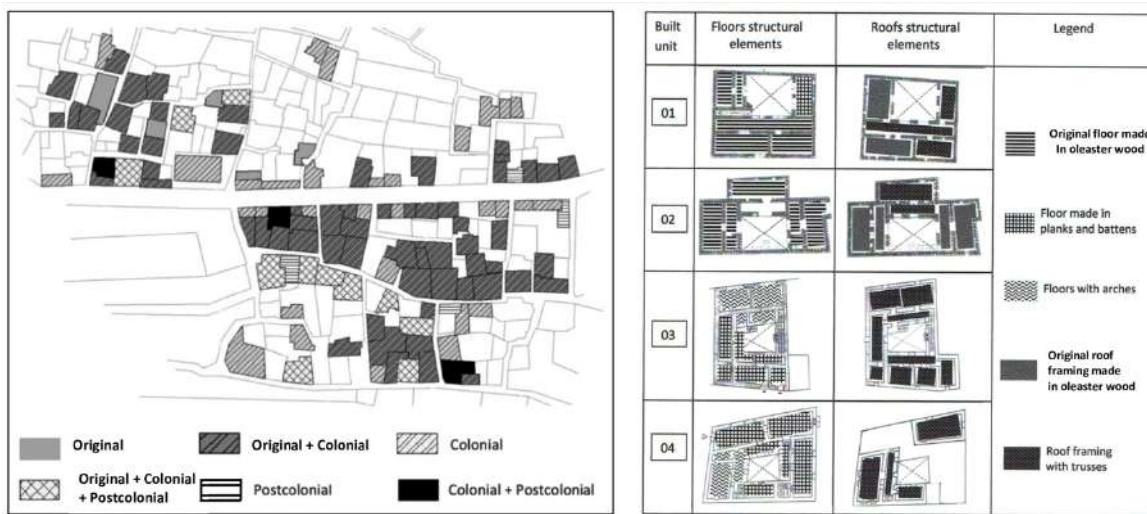 Original
Original + Colonial
Colonial
Original + Colonial
+ Postcolonial
Postcolonial
Colonial + Postcolonial
Built
unit
Floors structural
elements
Roofs structural
elements
Legend
01
02
03
04
Original floor made
In oleaster wood
Floor made in
planks and battens
Floors with arches
Original roof
framing made
in oleaster wood
Roof framing
with trusses